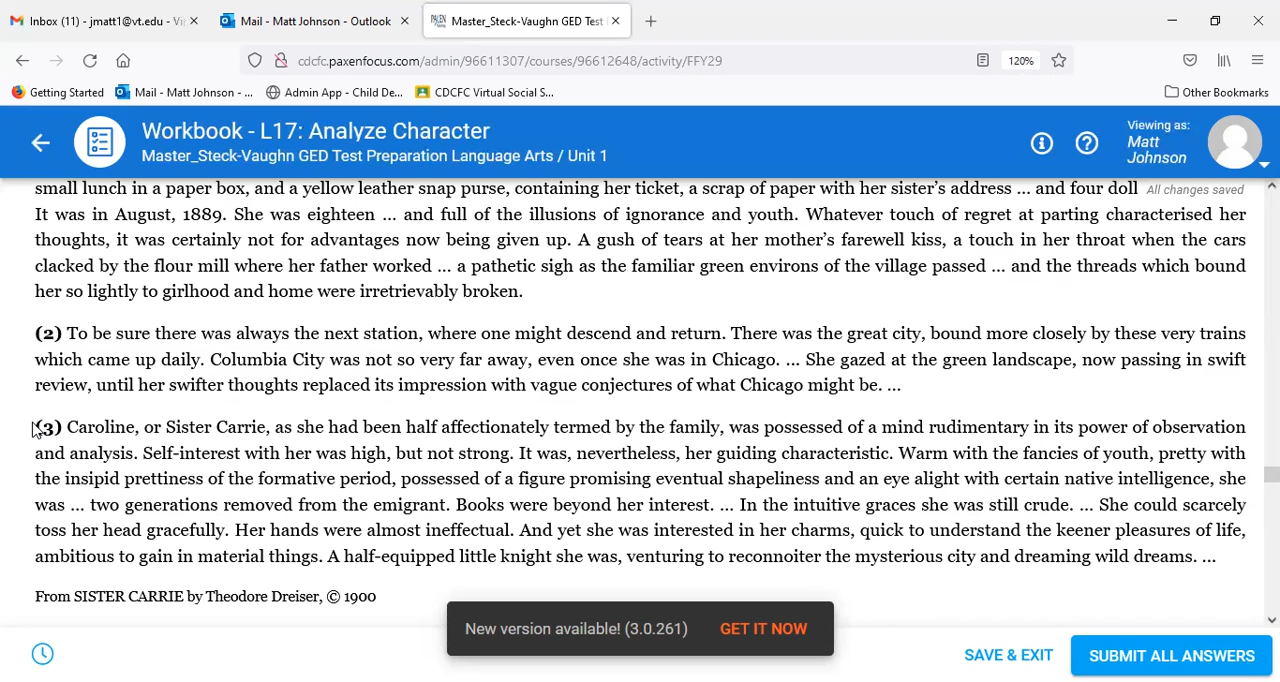 Inbox (11) - jmatt1@vt.edu - Vi
Mail - Matt Johnson - Outlook
PAXEN
Master_Steck-Vaughn GED Test
cdcfc.paxenfocus.com/admin/96611307/courses/96612648/activity/FFY29
120%
Getting Started
Mail - Matt Johnson - ...
Admin App - Child De...
CDCFC Virtual Social S...
Other Bookmarks
Workbook - L17: Analyze Character
Master_Steck-Vaughn GED Test Preparation Language Arts / Unit 1
Viewing as:
Matt
Johnson
small lunch in a paper box, and a yellow leather snap purse, containing her ticket, a scrap of paper with her sister's address ... and four doll
All changes saved
It was in August, 1889. She was eighteen ... and full of the illusions of ignorance and youth. Whatever touch of regret at parting characterised her
thoughts, it was certainly not for advantages now being given up. A gush of tears at her mother's farewell kiss, a touch in her throat when the cars
clacked by the flour mill where her father worked ... a pathetic sigh as the familiar green environs of the village passed ... and the threads which bound
her so lightly to girlhood and home were irretrievably broken.
(2) To be sure there was always the next station, where one might descend and return. There was the great city, bound more closely by these very trains
which came up daily. Columbia City was not so very far away, even once she was in Chicago. ... She gazed at the green landscape, now passing in swift
review, until her swifter thoughts replaced its impression with vague conjectures of what Chicago might be. ...
(3) Caroline, or Sister Carrie, as she had been half affectionately termed by the family, was possessed of a mind rudimentary in its power of observation
and analysis. Self-interest with her was high, but not strong. It was, nevertheless, her guiding characteristic. Warm with the fancies of youth, pretty with
the insipid prettiness of the formative period, possessed of a figure promising eventual shapeliness and an eye alight with certain native intelligence, she
was ... two generations removed from the emigrant. Books were beyond her interest. ... In the intuitive graces she was still crude. ... She could scarcely
toss her head gracefully. Her hands were almost ineffectual. And yet she was interested in her charms, quick to understand the keener pleasures of life,
ambitious to gain in material things. A half-equipped little knight she was, venturing to reconnoiter the mysterious city and dreaming wild dreams. ...
From SISTER CARRIE by Theodore Dreiser, © 1900
New version available! (3.0.261)
GET IT NOW
SAVE & EXIT
SUBMIT ALL ANSWERS